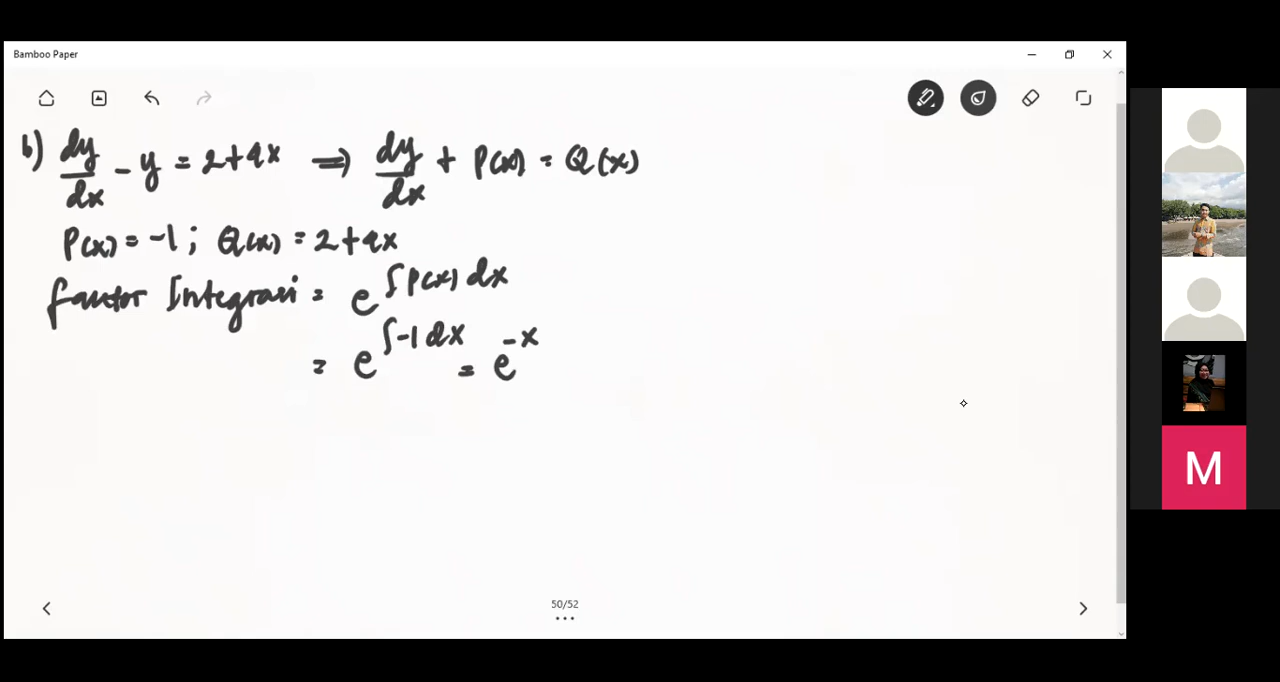 Bamboo Paper
b) dy/dx - y = 2+4x ⟹ dy/dx + P(x) = Q(x)
P(x) = -1 ; Q(x) = 2+4x
faktor Integrasi = e^∫P(x) dx
= e^∫-1 dx = e^-x
50/52
M